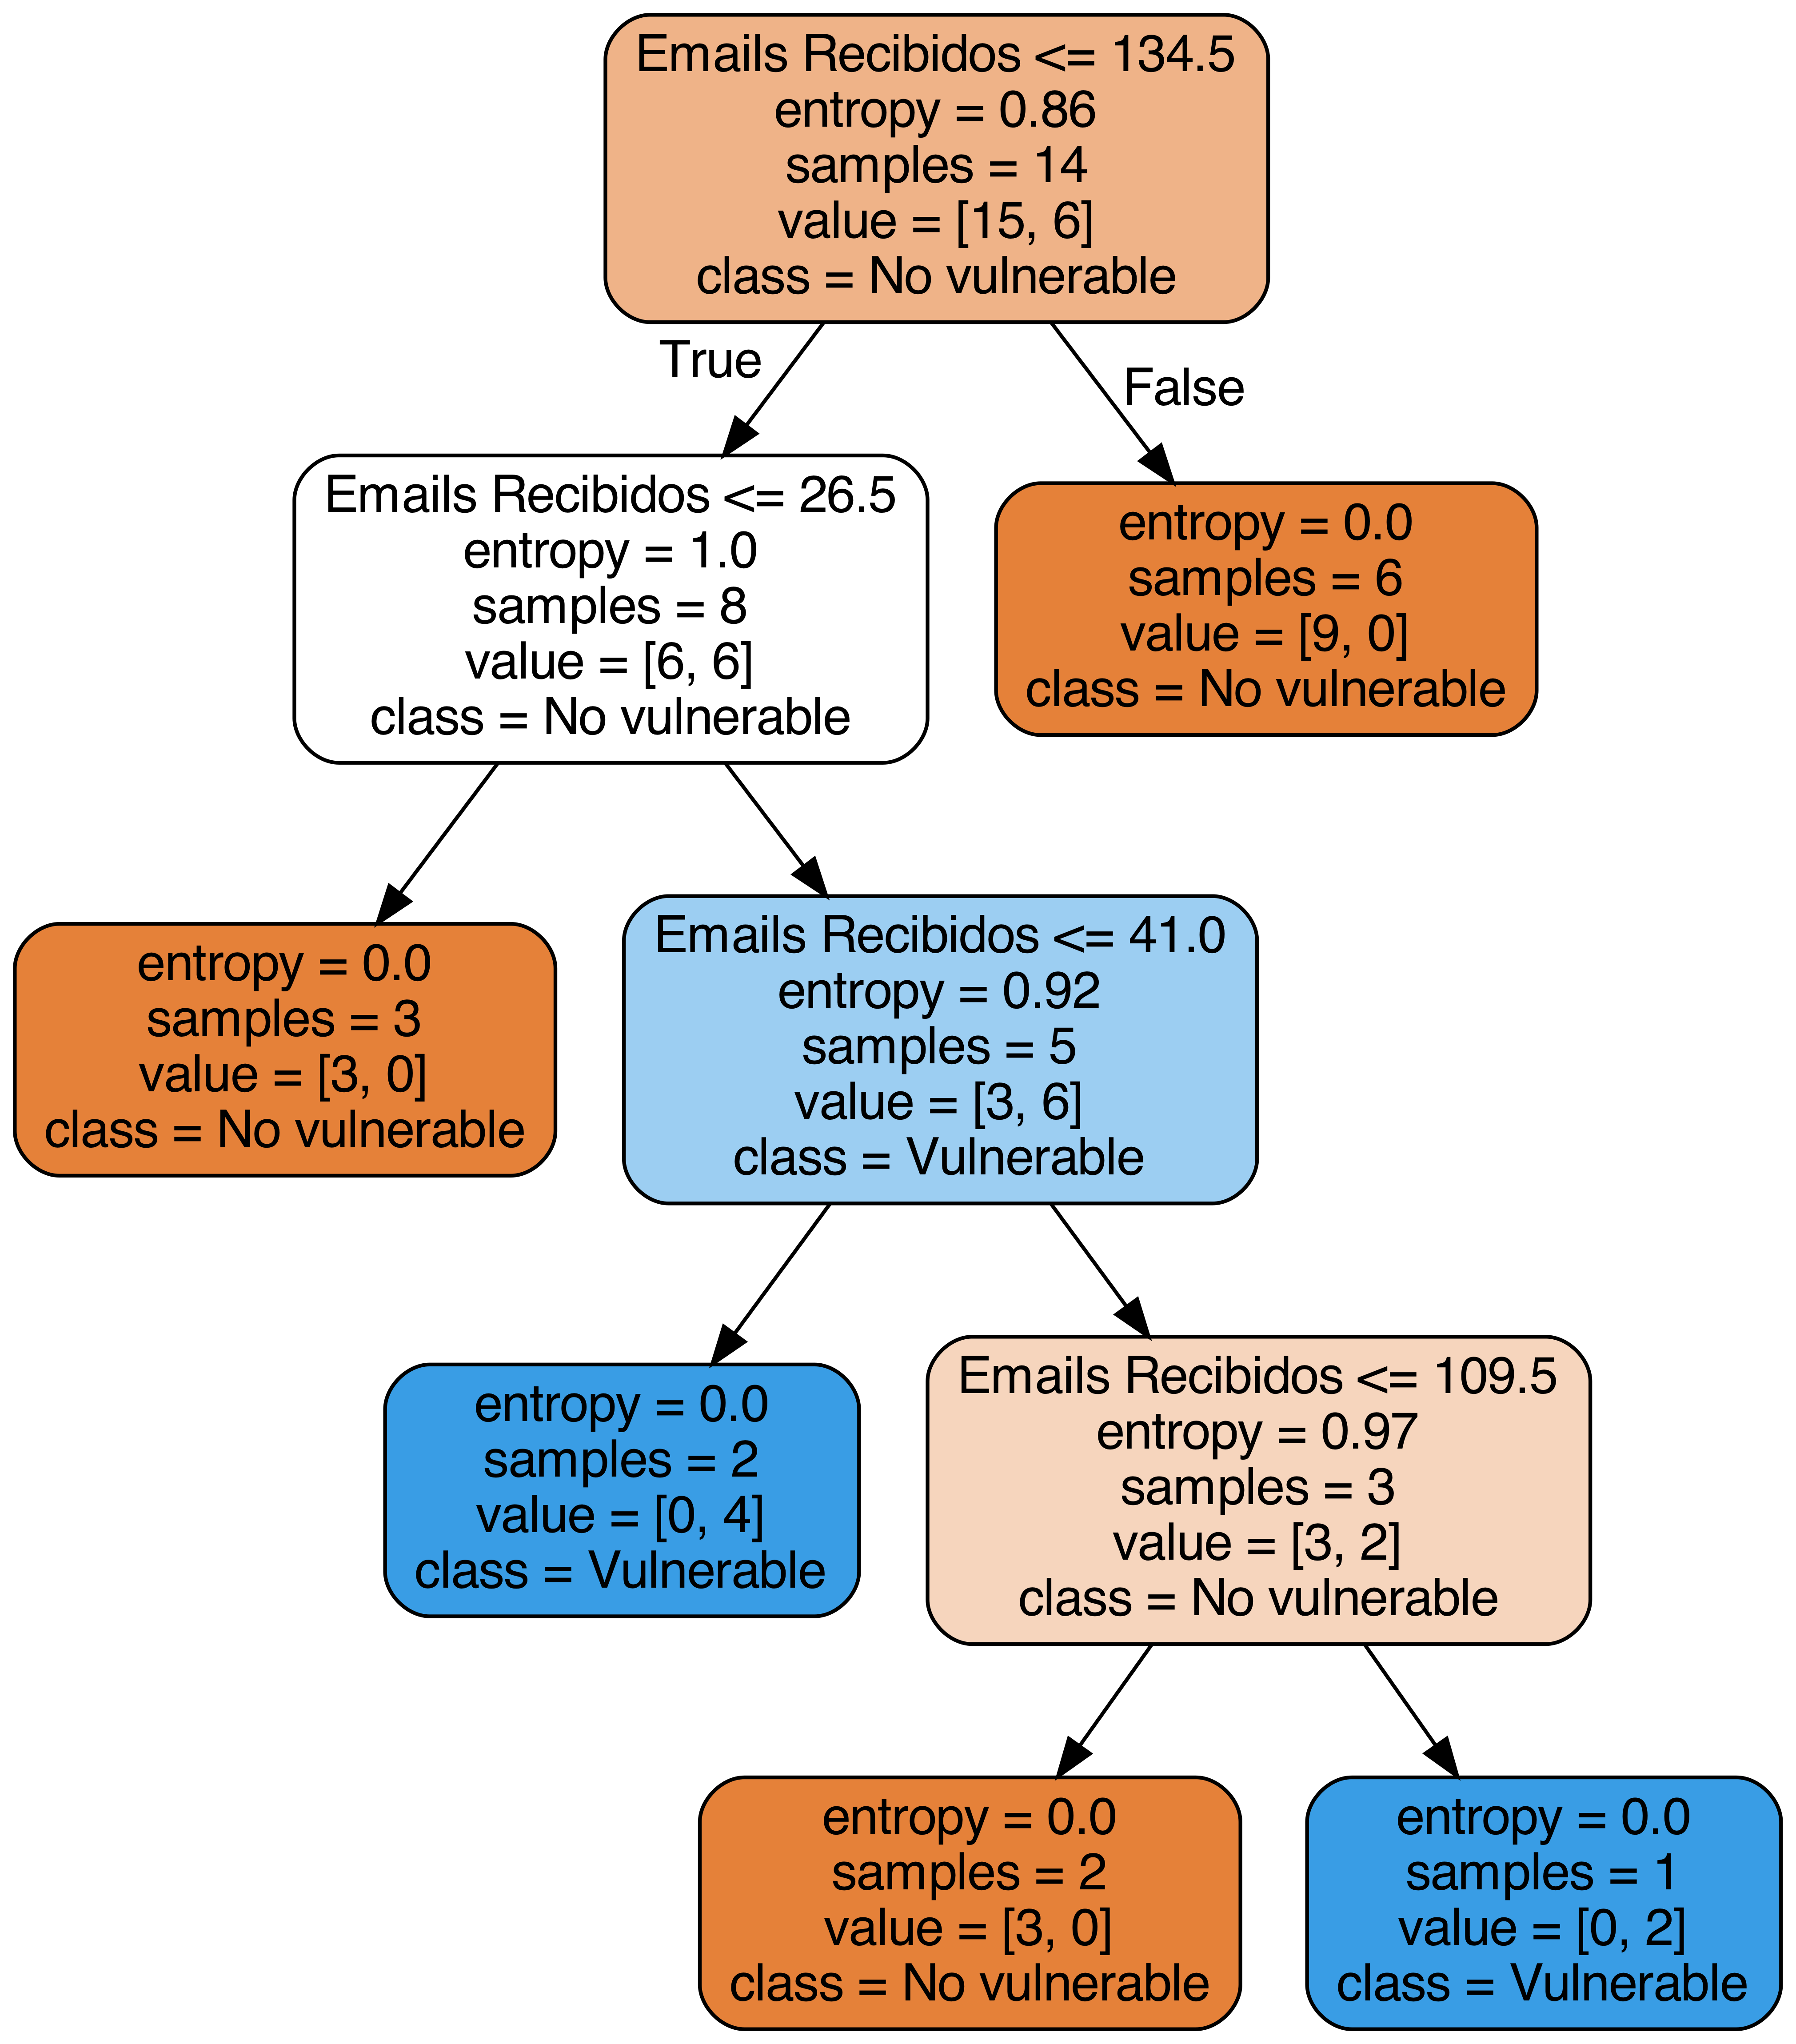 Emails Recibidos <= 134.5
entropy = 0.86
samples = 14
value = [15, 6]
class = No vulnerable
True
False
Emails Recibidos <= 26.5
entropy = 1.0
samples = 8
value = [6, 6]
class = No vulnerable
entropy = 0.0
samples = 6
value = [9, 0]
class = No vulnerable
entropy = 0.0
samples = 3
value = [3, 0]
class = No vulnerable
Emails Recibidos <= 41.0
entropy = 0.92
samples = 5
value = [3, 6]
class = Vulnerable
entropy = 0.0
samples = 2
value = [0, 4]
class = Vulnerable
Emails Recibidos <= 109.5
entropy = 0.97
samples = 3
value = [3, 2]
class = No vulnerable
entropy = 0.0
samples = 2
value = [3, 0]
class = No vulnerable
entropy = 0.0
samples = 1
value = [0, 2]
class = Vulnerable